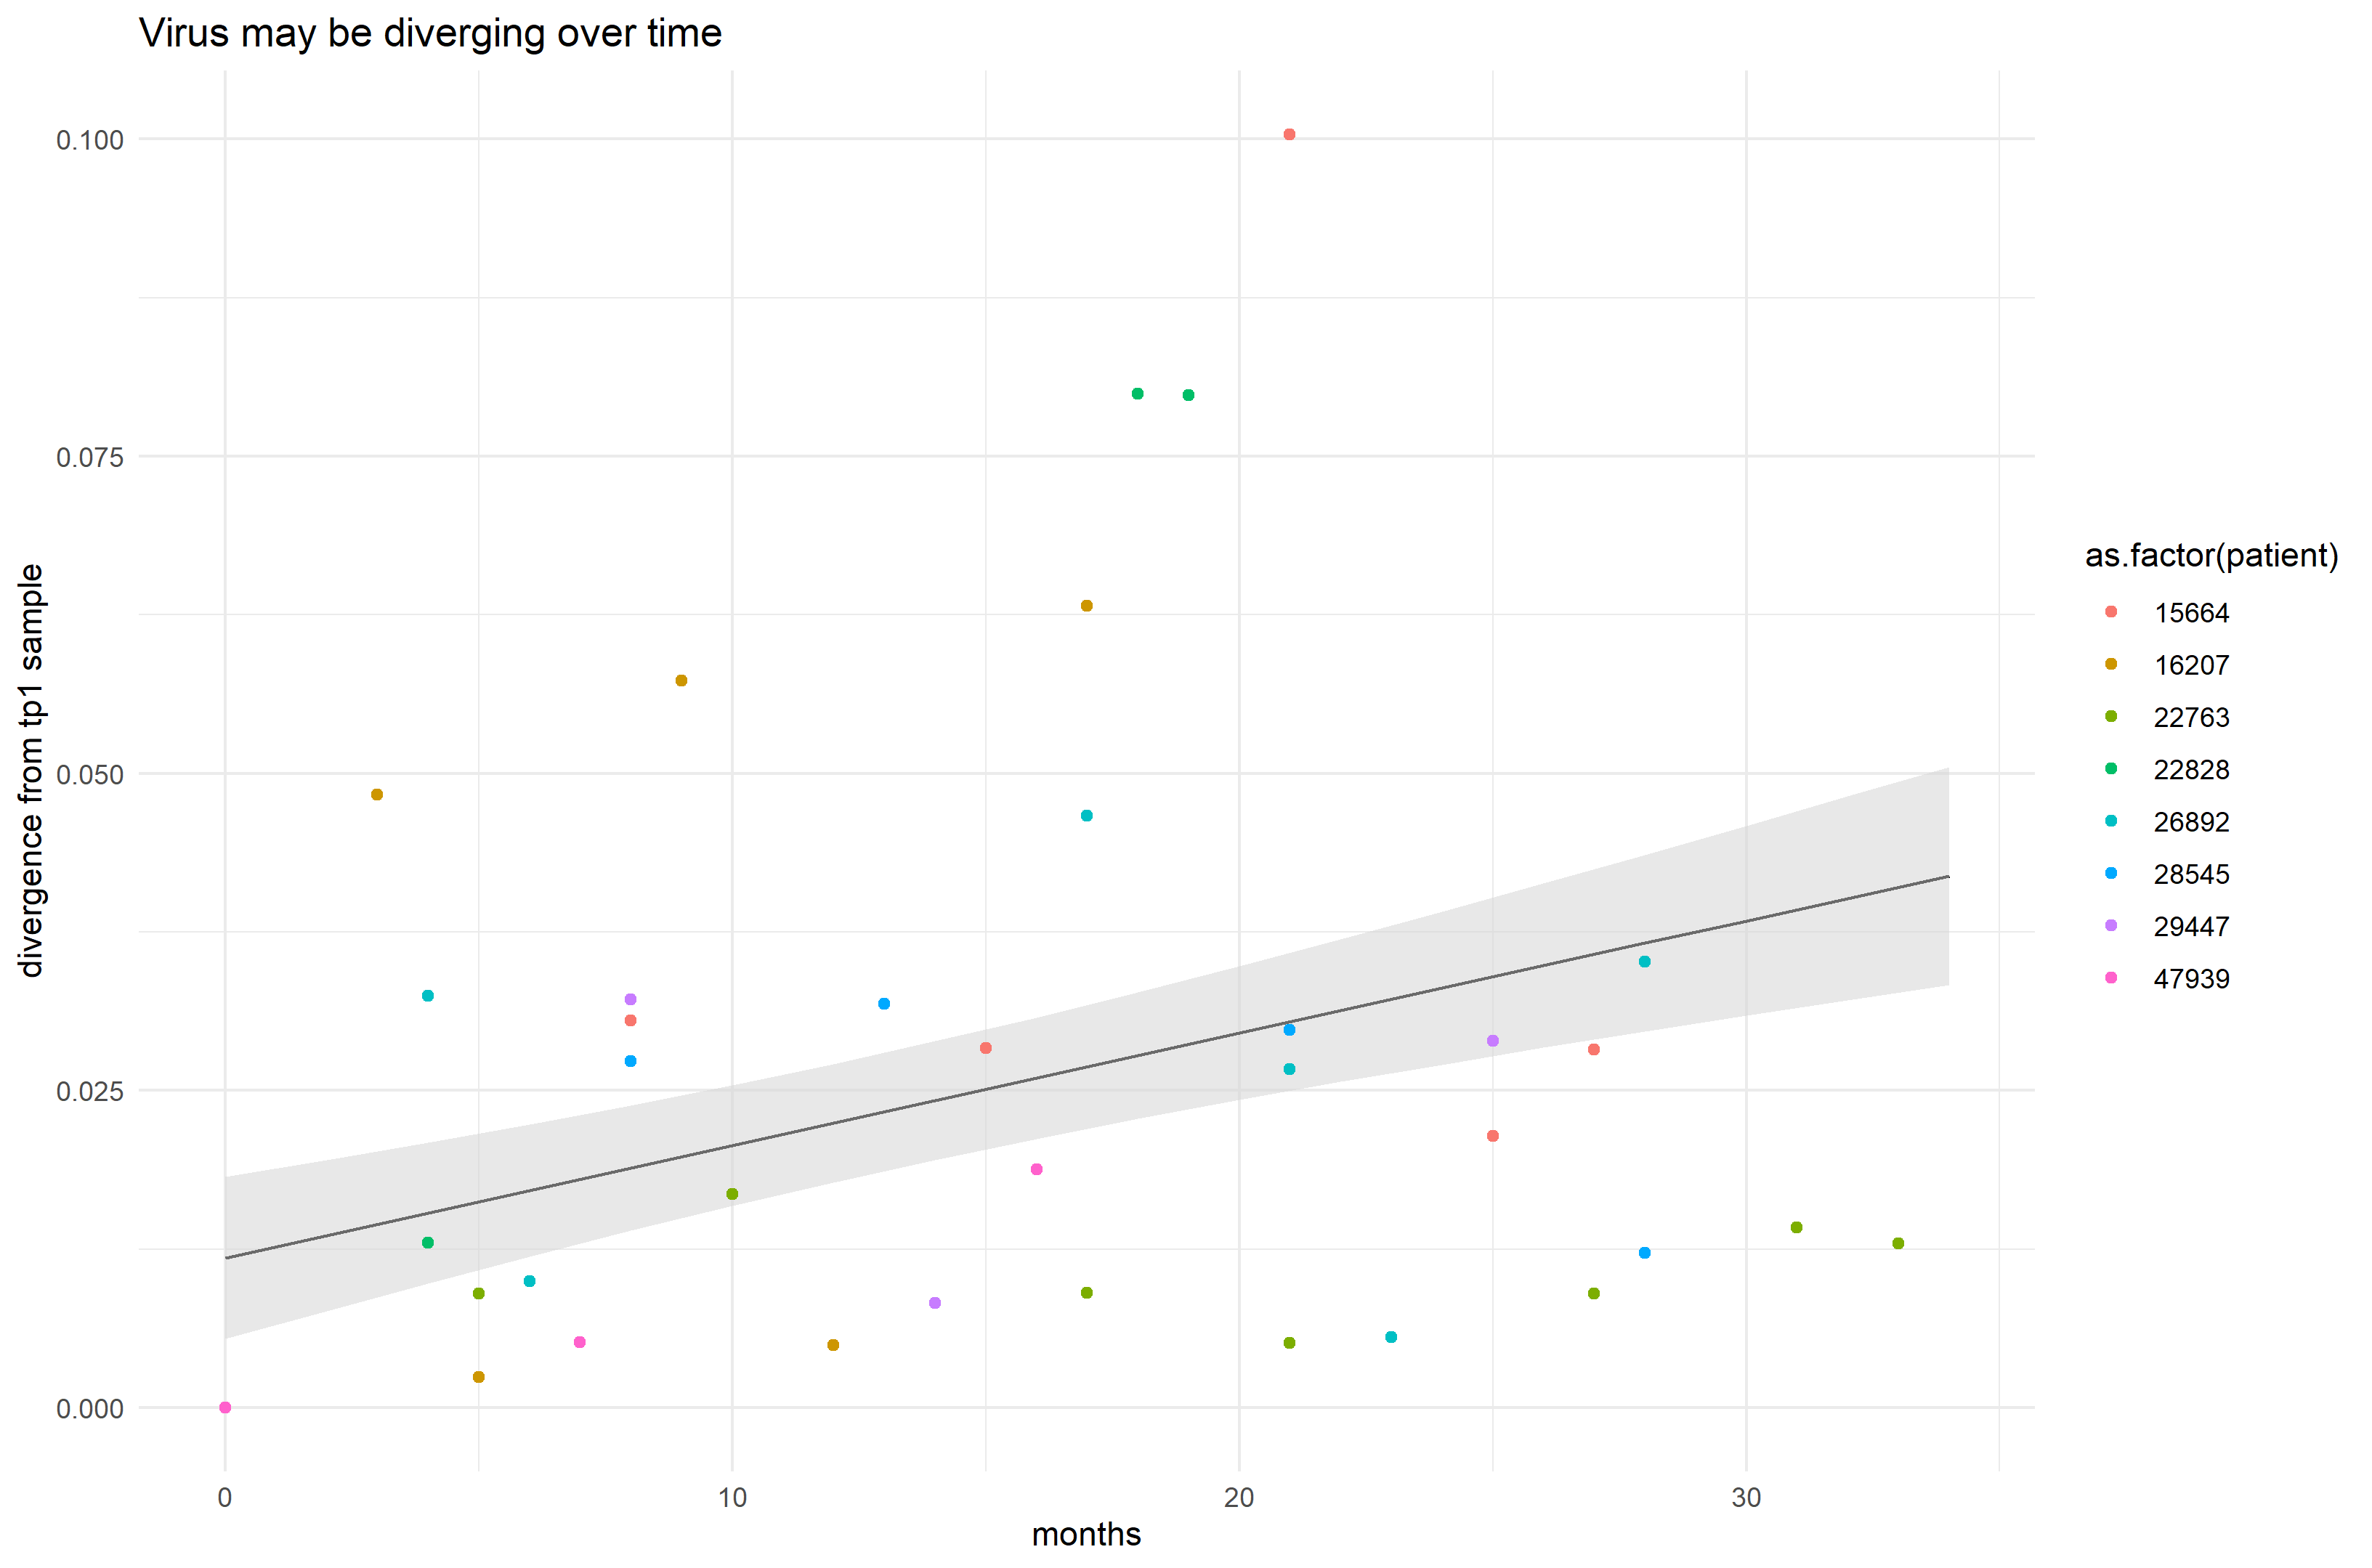 Virus may be diverging over time
0.100
0.075
0.050
0.025
0.000
divergence from tp1 sample
0 10 20 30
months
as.factor(patient)
15664
16207
22763
22828
26892
28545
29447
47939